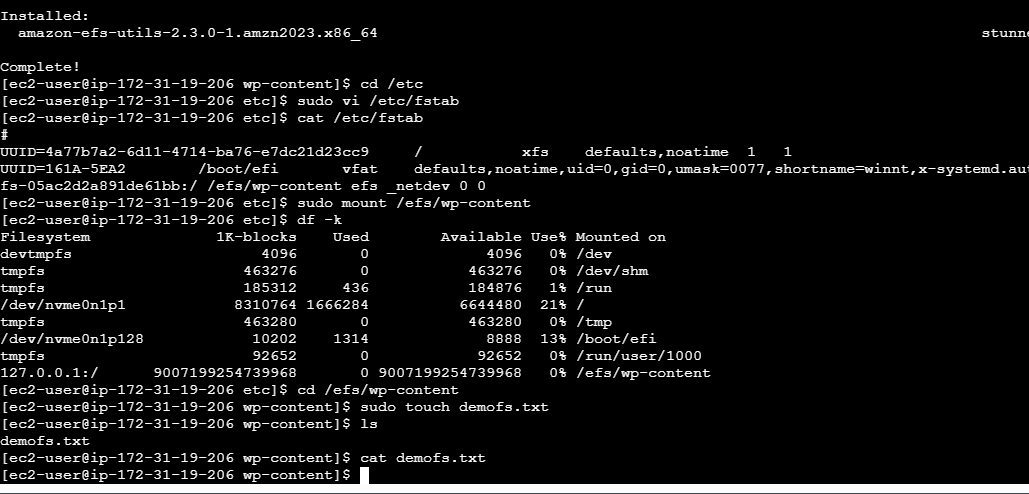 Installed:
  amazon-efs-utils-2.3.0-1.amzn2023.x86_64                                                                   stunne

Complete!
[ec2-user@ip-172-31-19-206 wp-content]$ cd /etc
[ec2-user@ip-172-31-19-206 etc]$ sudo vi /etc/fstab
[ec2-user@ip-172-31-19-206 etc]$ cat /etc/fstab
#
UUID=4a77b7a2-6d11-4714-ba76-e7dc21d23cc9     /           xfs    defaults,noatime  1   1
UUID=161A-5EA2        /boot/efi       vfat    defaults,noatime,uid=0,gid=0,umask=0077,shortname=winnt,x-systemd.aut
fs-05ac2d2a891de61bb:/ /efs/wp-content efs _netdev 0 0
[ec2-user@ip-172-31-19-206 etc]$ sudo mount /efs/wp-content
[ec2-user@ip-172-31-19-206 etc]$ df -k
Filesystem              1K-blocks    Used        Available Use% Mounted on
devtmpfs                     4096       0             4096   0% /dev
tmpfs                      463276       0           463276   0% /dev/shm
tmpfs                      185312     436           184876   1% /run
/dev/nvme0n1p1            8310764 1666284          6644480  21% /
tmpfs                      463280       0           463280   0% /tmp
/dev/nvme0n1p128            10202    1314             8888  13% /boot/efi
tmpfs                       92652       0            92652   0% /run/user/1000
127.0.0.1:/      9007199254739968       0 9007199254739968   0% /efs/wp-content
[ec2-user@ip-172-31-19-206 etc]$ cd /efs/wp-content
[ec2-user@ip-172-31-19-206 wp-content]$ sudo touch demofs.txt
[ec2-user@ip-172-31-19-206 wp-content]$ ls
demofs.txt
[ec2-user@ip-172-31-19-206 wp-content]$ cat demofs.txt
[ec2-user@ip-172-31-19-206 wp-content]$